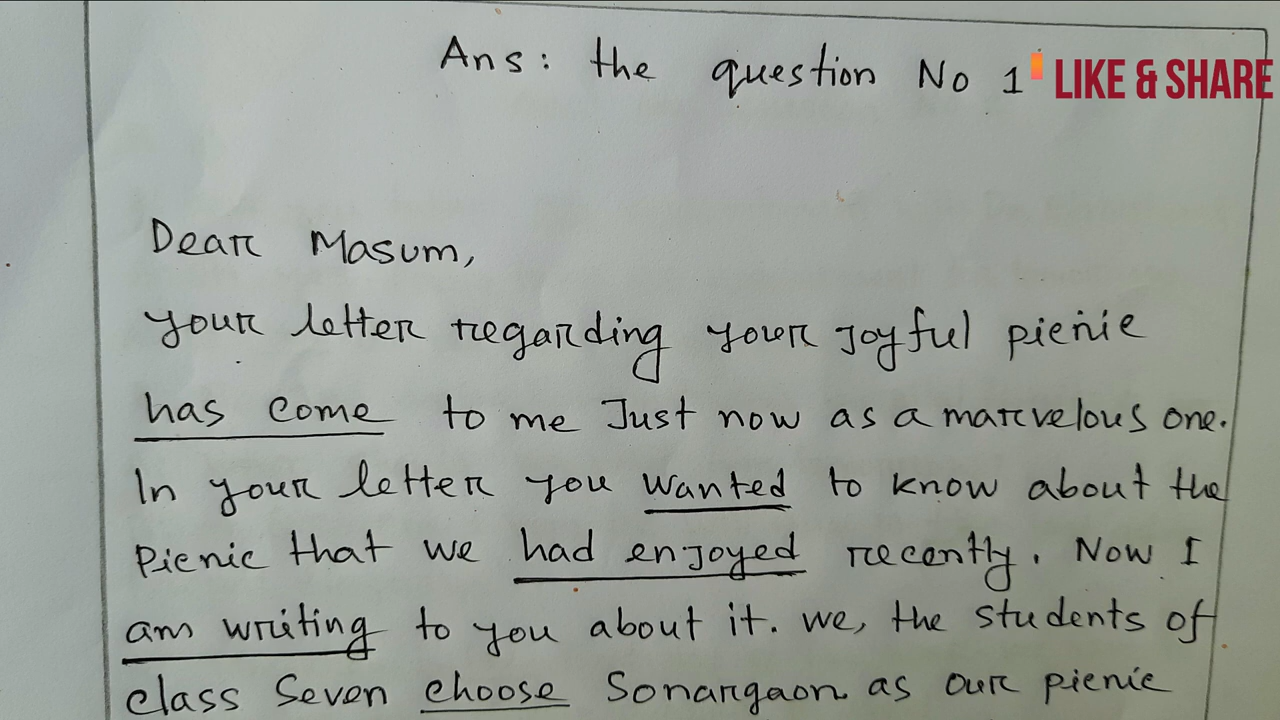 Ans: the question No 1
LIKE & SHARE
Dear Masum,
your letter regarding your joyful picnic
has come to me Just now as a marvelous one.
In your letter you wanted to know about the
Picnic that we had enjoyed recently. Now I
am writing to you about it. we, the students of
class Seven choose Sonargaon as our picnic